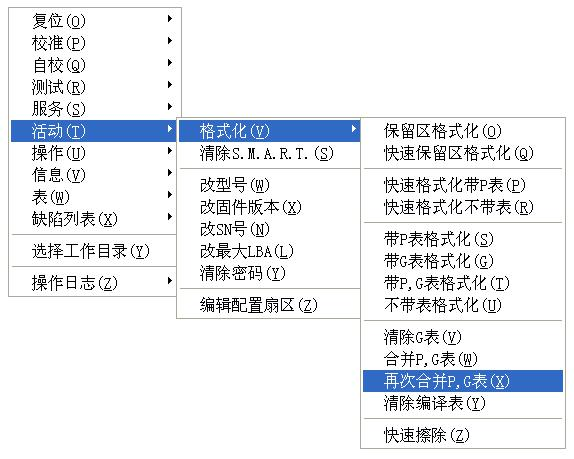 复位(O)
校准(P)
自校(Q)
测试(R)
服务(S)
活动(T)
操作(U)
信息(V)
表(W)
缺陷列表(X)
选择工作目录(Y)
操作日志(Z)
格式化(V)
清除S.M.A.R.T.(S)
改型号(W)
改固件版本(X)
改SN号(N)
改最大LBA(L)
清除密码(Y)
编辑配置扇区(Z)
保留区格式化(O)
快速保留区格式化(Q)
快速格式化带P表(P)
快速格式化不带表(R)
带P表格式化(S)
带G表格式化(G)
带P,G表格式化(T)
不带表格式化(U)
清除G表(V)
合并P,G表(W)
再次合并P,G表(X)
清除编译表(Y)
快速擦除(Z)